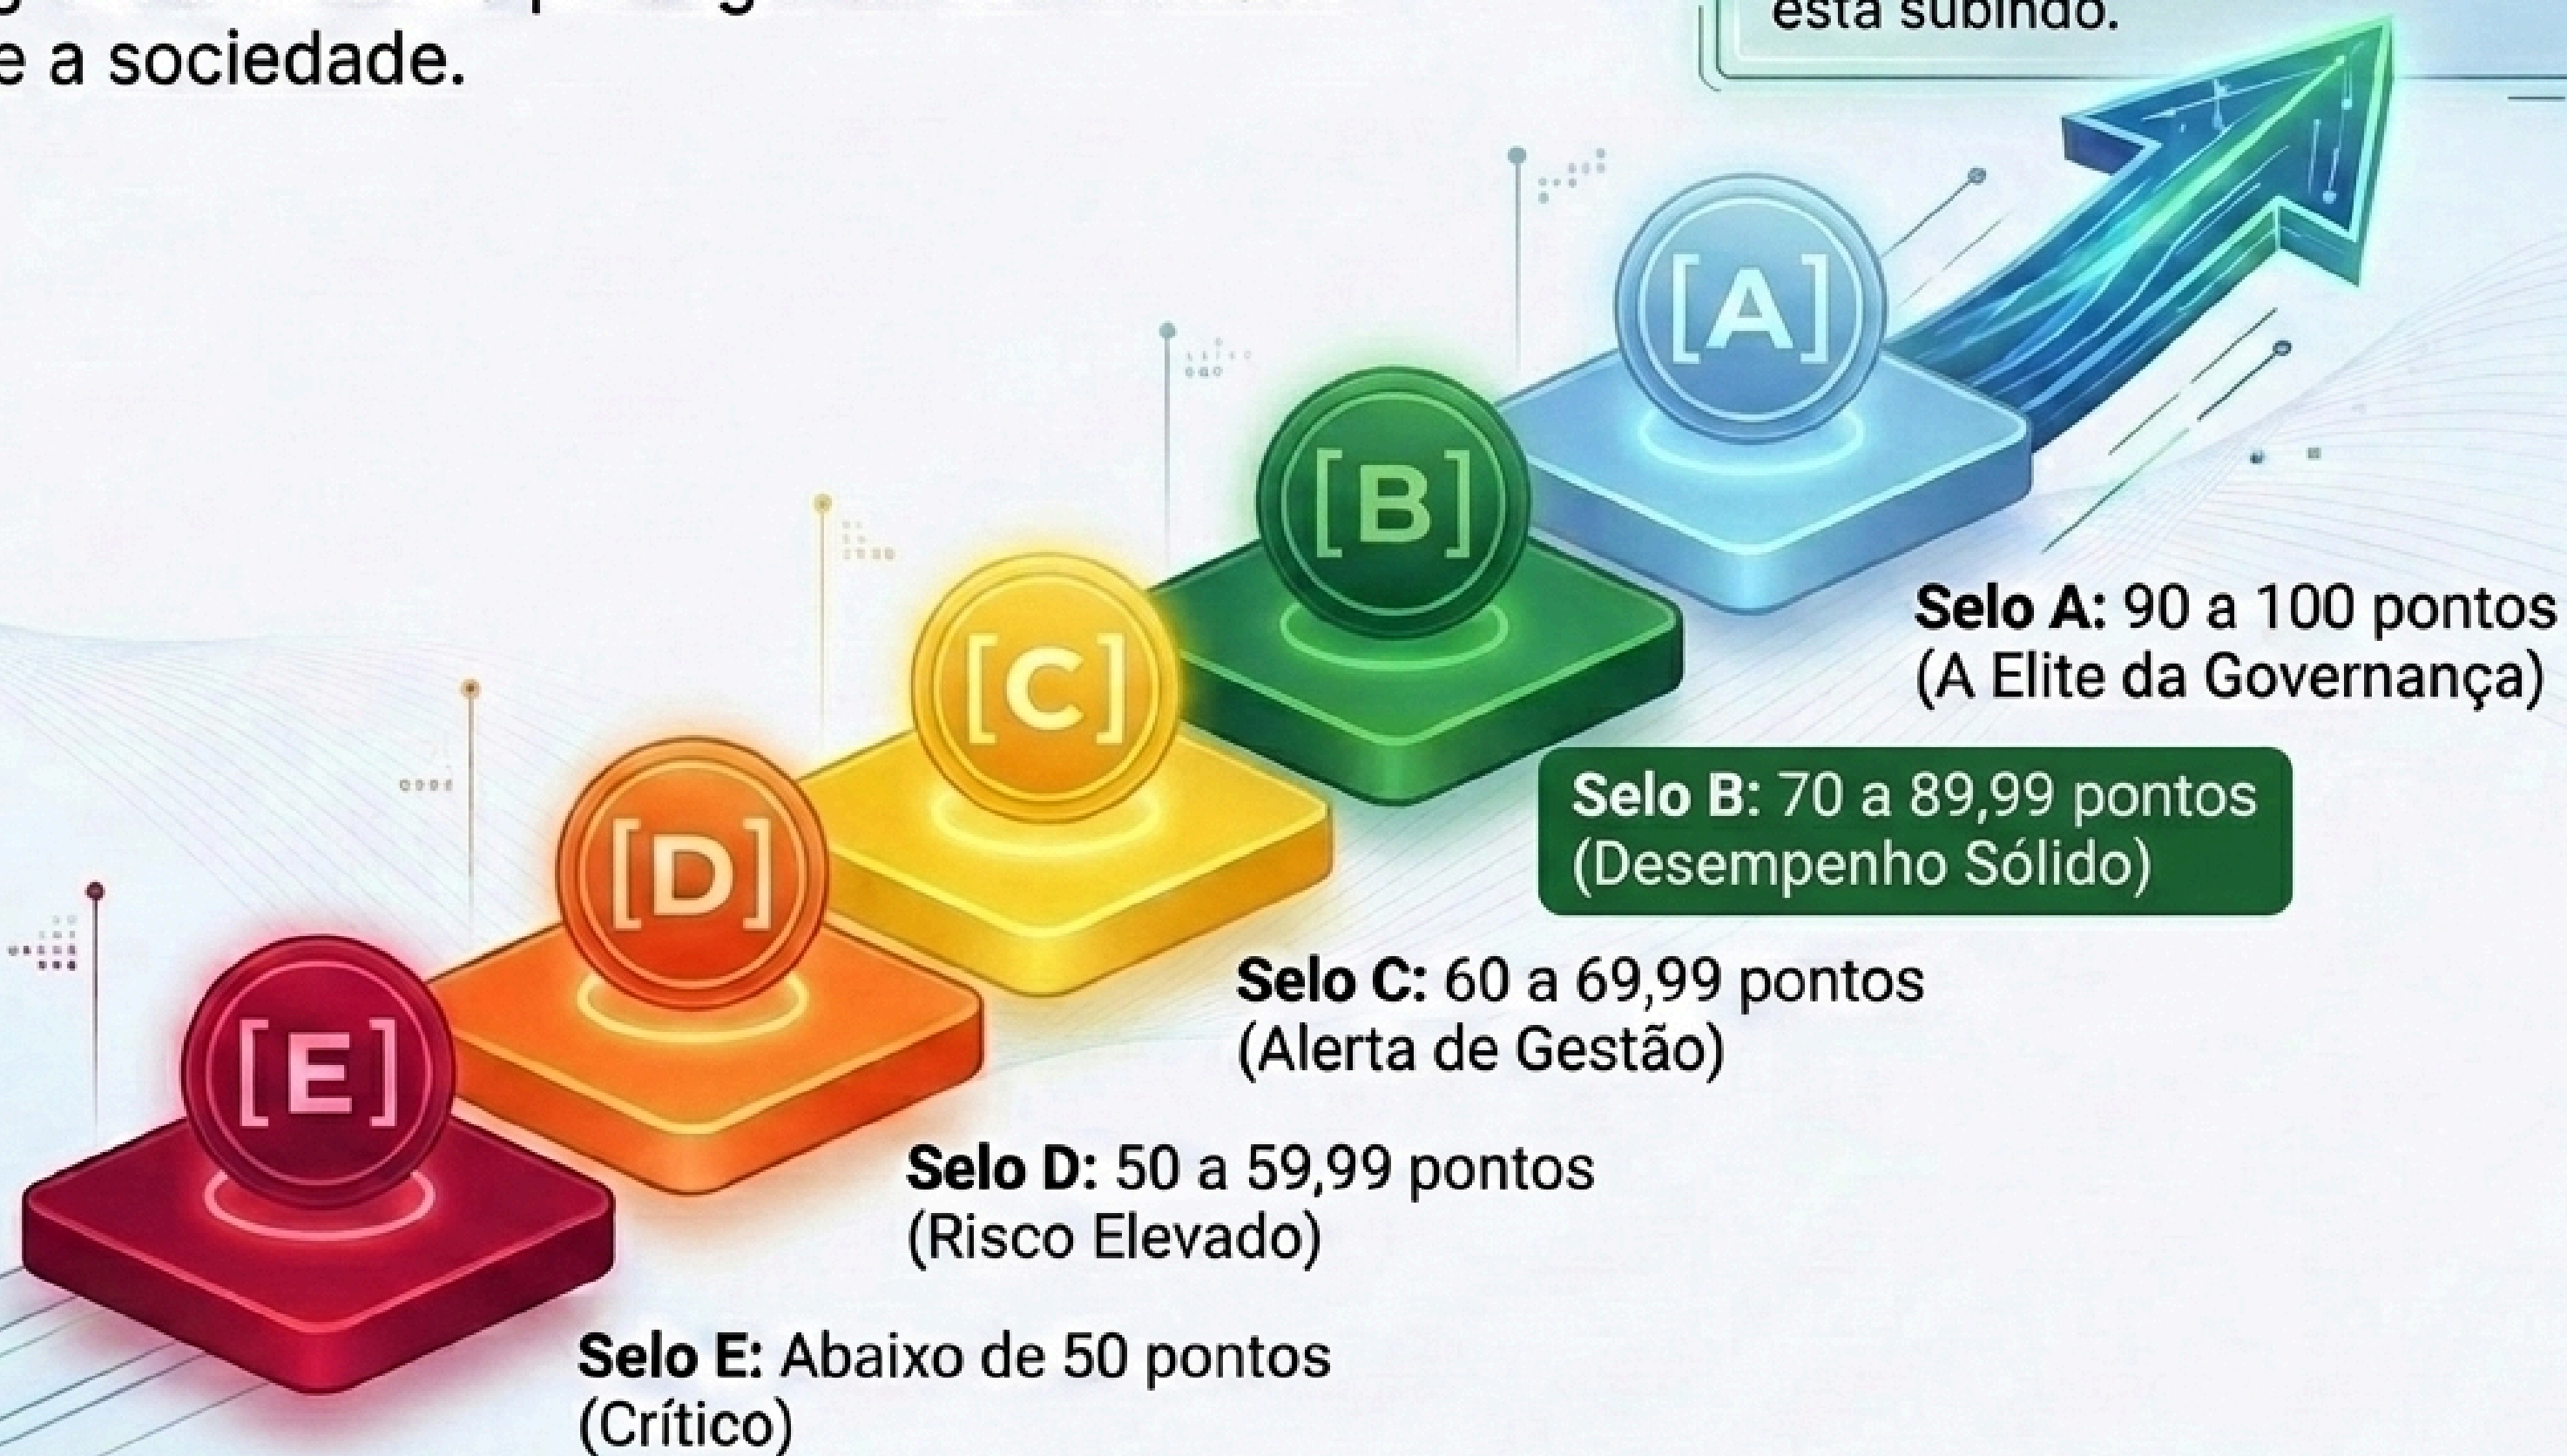 e a sociedade.
está subindo.
[A]
[B]
[C]
[D]
[E]
Selo A: 90 a 100 pontos
(A Elite da Governança)
Selo B: 70 a 89,99 pontos
(Desempenho Sólido)
Selo C: 60 a 69,99 pontos
(Alerta de Gestão)
Selo D: 50 a 59,99 pontos
(Risco Elevado)
Selo E: Abaixo de 50 pontos
(Crítico)